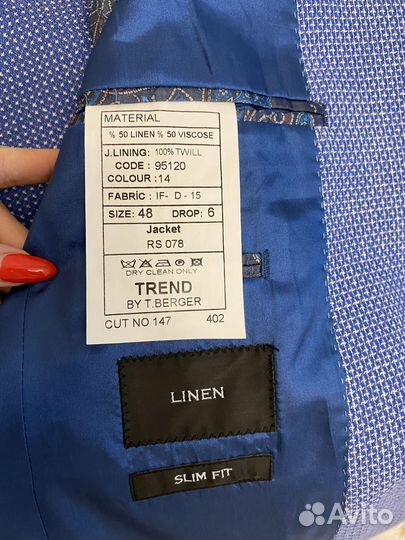 MATERIAL
% 50 LINEN % 50 VISCOSE
J.LINING: 100% TWILL
CODE : 95120
COLOUR : 14
FABRİC: IF- D - 15
SIZE: 48 DROP: 6
Jacket
RS 078
DRY CLEAN ONLY
TREND
BY T.BERGER
CUT NO 147 402
LINEN
SLIM FIT
Avito